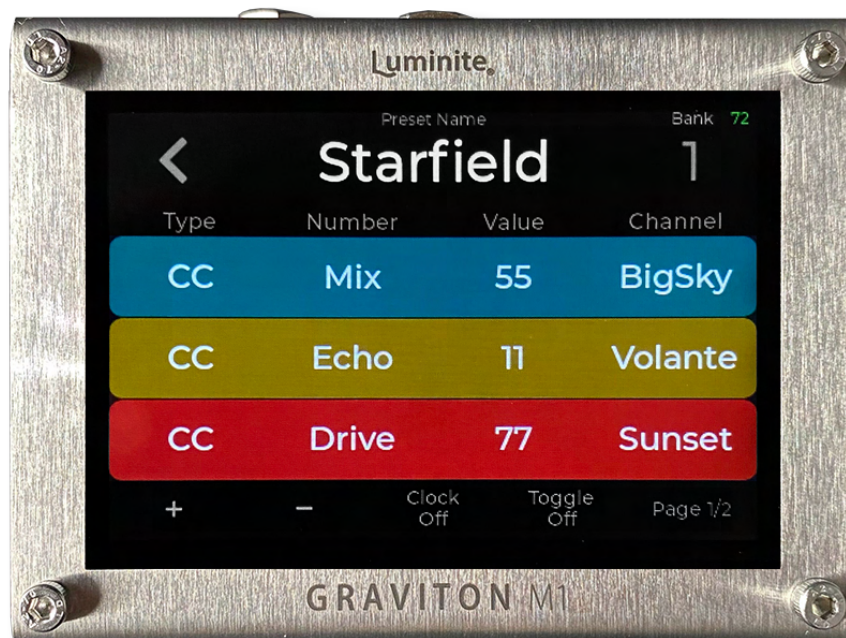 Luminite
Preset Name Bank 72
< Starfield 1
Type Number Value Channel
CC Mix 55 BigSky
CC Echo 11 Volante
CC Drive 77 Sunset
+ − Clock Off Toggle Off Page 1/2
GRAVITON M1